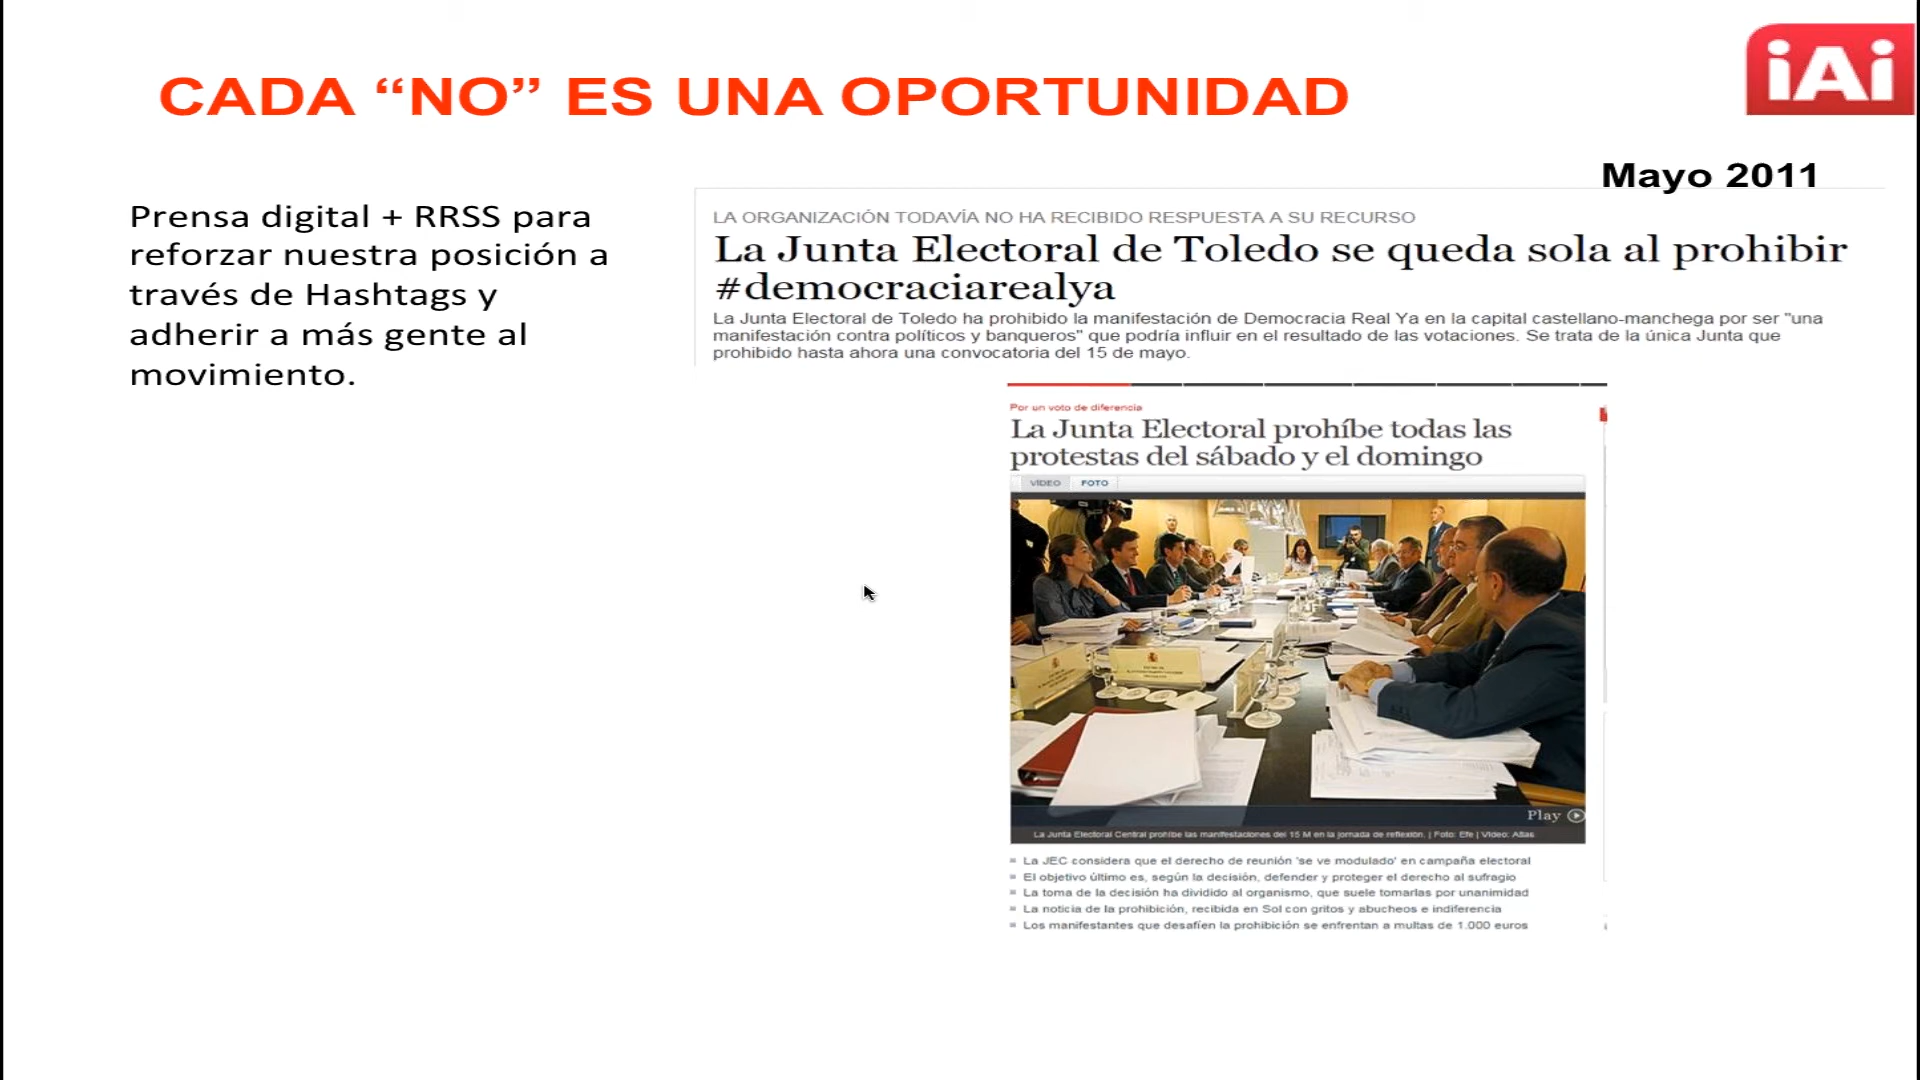 CADA “NO” ES UNA OPORTUNIDAD
iAi
Mayo 2011
Prensa digital + RRSS para
reforzar nuestra posición a
través de Hashtags y
adherir a más gente al
movimiento.
LA ORGANIZACIÓN TODAVÍA NO HA RECIBIDO RESPUESTA A SU RECURSO
La Junta Electoral de Toledo se queda sola al prohibir
#democraciarealya
La Junta Electoral de Toledo ha prohibido la manifestación de Democracia Real Ya en la capital castellano-manchega por ser "una
manifestación contra políticos y banqueros" que podría influir en el resultado de las votaciones. Se trata de la única Junta que
prohibido hasta ahora una convocatoria del 15 de mayo.
Por un voto de diferencia
La Junta Electoral prohíbe todas las
protestas del sábado y el domingo
VÍDEO FOTO
Play
La Junta Electoral Central prohíbe las manifestaciones del 15 M en la jornada de reflexión. | Foto: Efe | Vídeo: Atlas
La JEC considera que el derecho de reunión 'se ve modulado' en campaña electoral
El objetivo último es, según la decisión, defender y proteger el derecho al sufragio
La toma de la decisión ha dividido al organismo, que suele tomarlas por unanimidad
La noticia de la prohibición, recibida en Sol con gritos y abucheos e indiferencia
Los manifestantes que desafíen la prohibición se enfrentan a multas de 1.000 euros